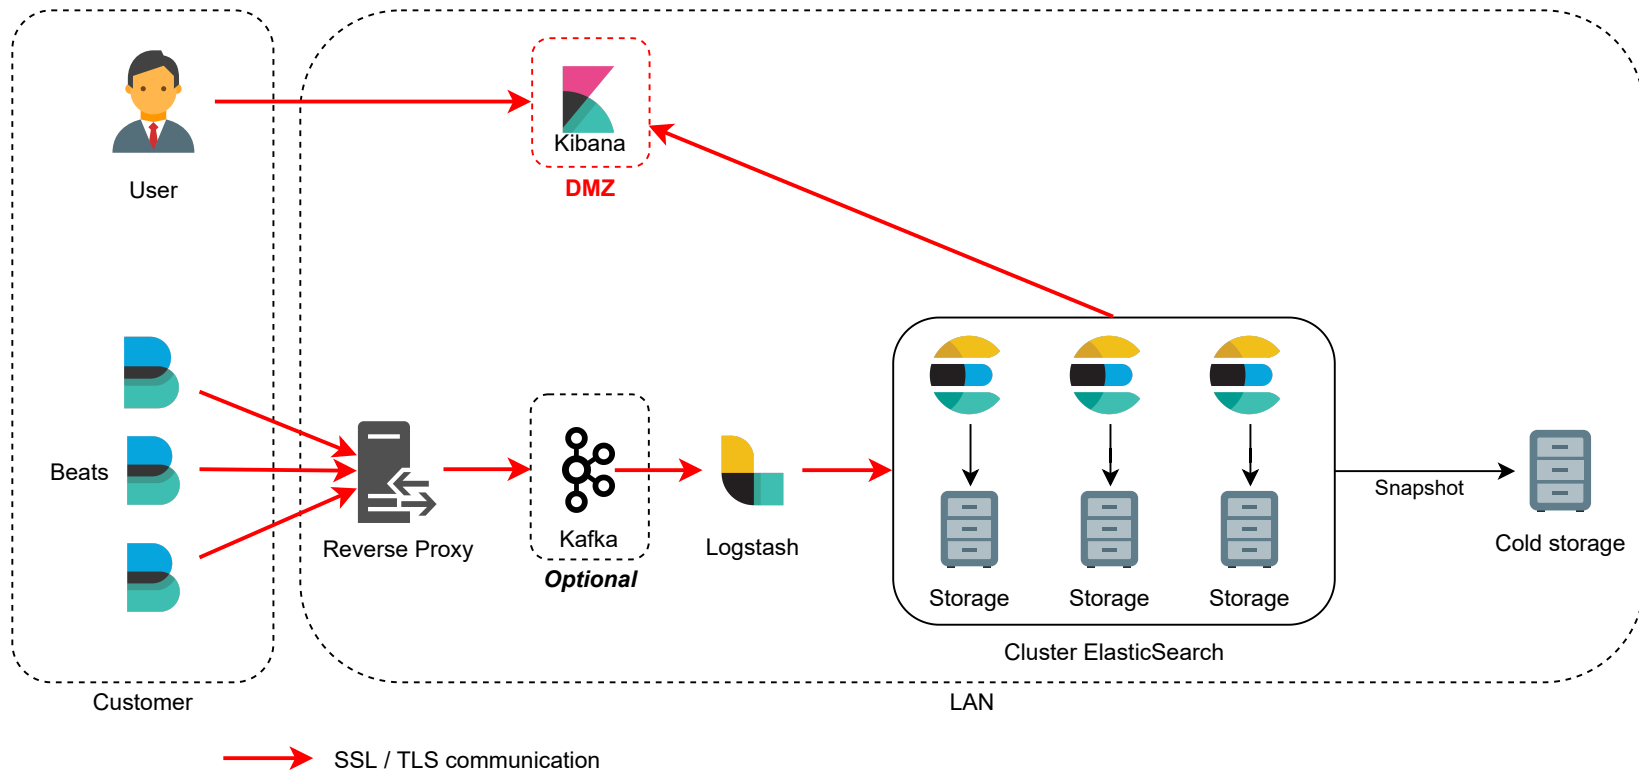 User
Kibana
DMZ
Beats
Reverse Proxy
Kafka
Optional
Logstash
Storage
Storage
Storage
Snapshot
Cold storage
Cluster ElasticSearch
Customer
LAN
SSL / TLS communication